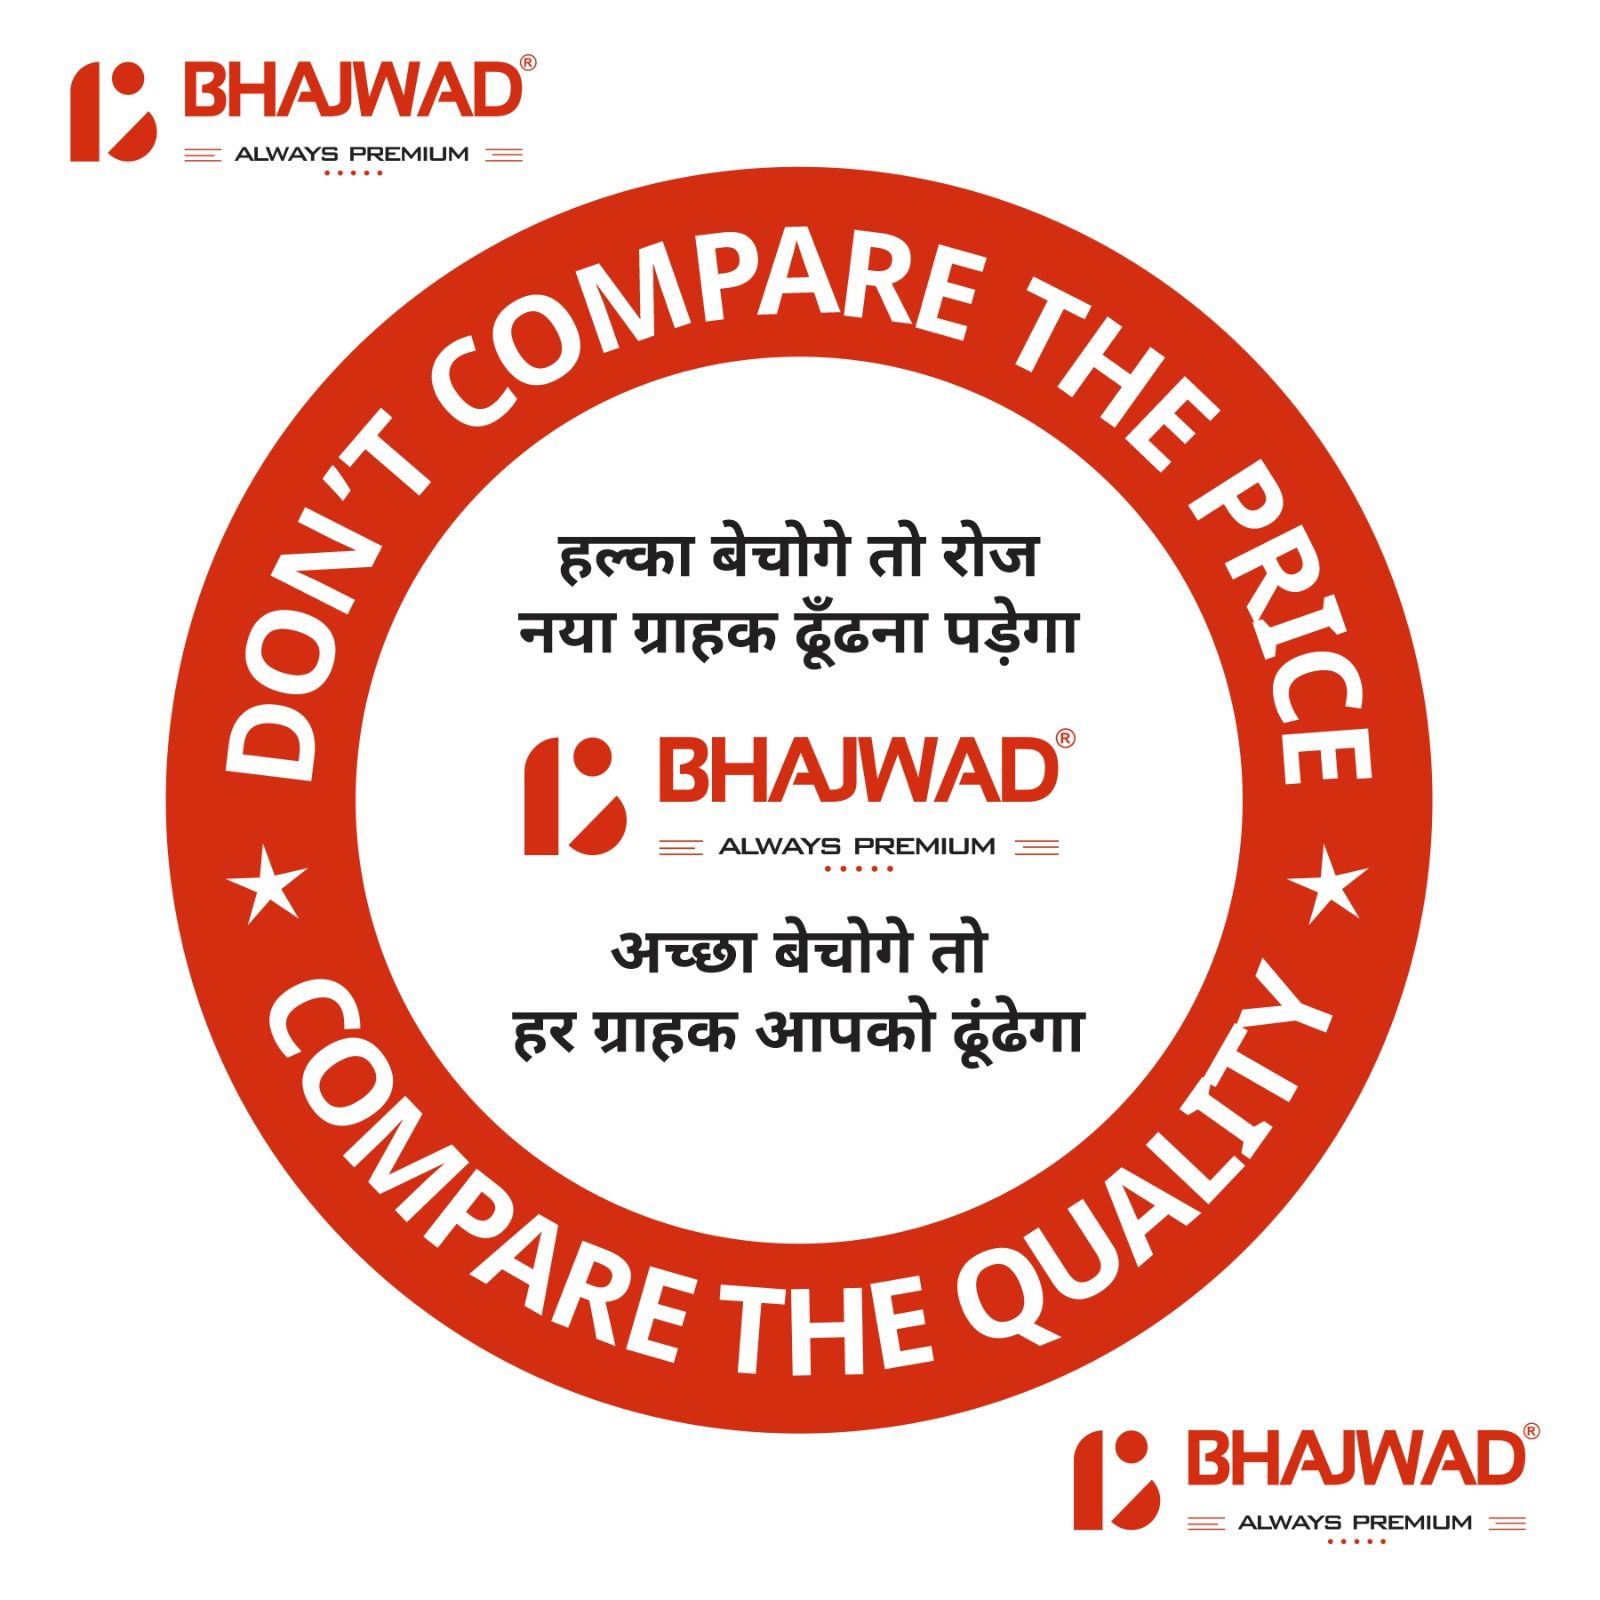 BHAJWAD®
ALWAYS PREMIUM
DON'T COMPARE THE PRICE
हल्का बेचोगे तो रोज
नया ग्राहक ढूँढना पड़ेगा
BHAJWAD®
ALWAYS PREMIUM
अच्छा बेचोगे तो
हर ग्राहक आपको ढूंढेगा
COMPARE THE QUALITY
BHAJWAD®
ALWAYS PREMIUM